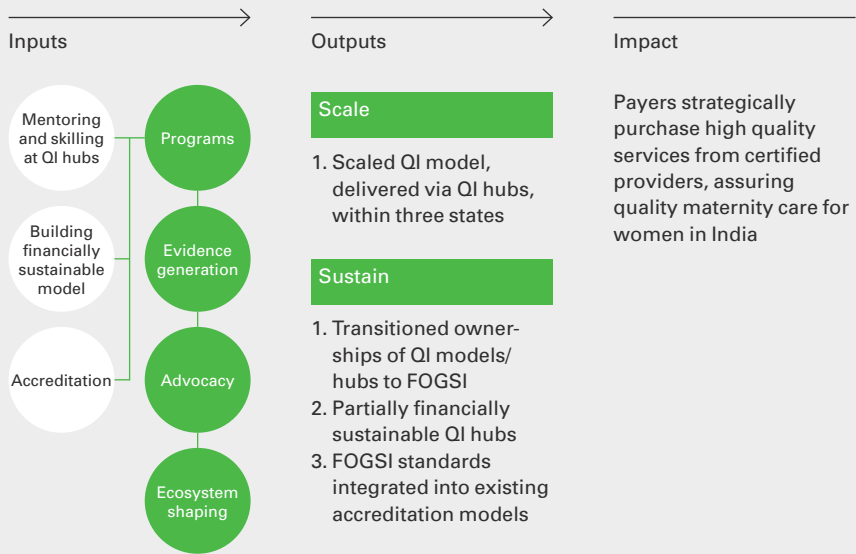 Inputs
Mentoring
and skilling
at QI hubs
Building
financially
sustainable
model
Accreditation
Programs
Evidence
generation
Advocacy
Ecosystem
shaping
Outputs
Scale
1. Scaled QI model,
delivered via QI hubs,
within three states
Sustain
1. Transitioned owner-
ships of QI models/
hubs to FOGSI
2. Partially financially
sustainable QI hubs
3. FOGSI standards
integrated into existing
accreditation models
Impact
Payers strategically
purchase high quality
services from certified
providers, assuring
quality maternity care for
women in India